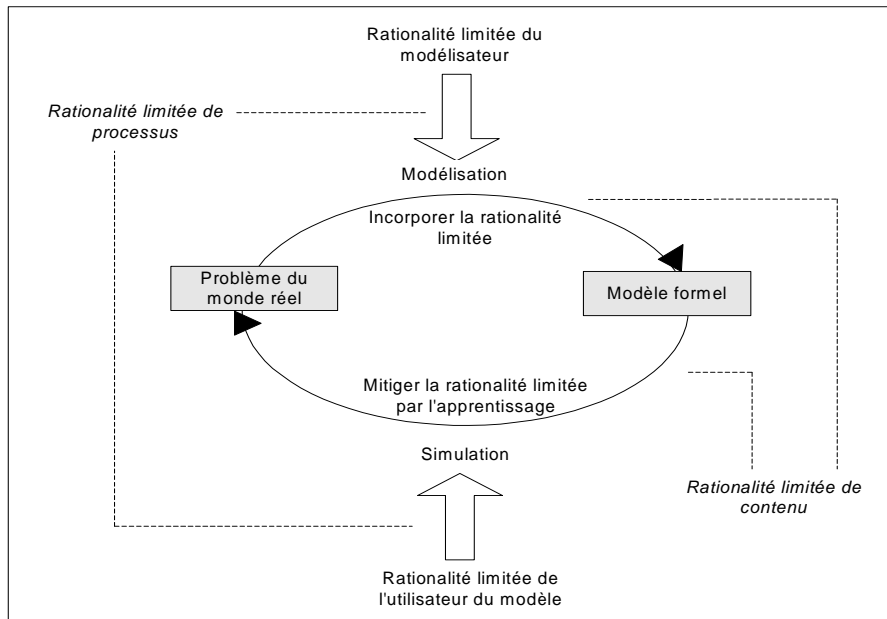 Rationalité limitée du
modélisateur
Rationalité limitée de
processus
Modélisation
Incorporer la rationalité
limitée
Problème du
monde réel
Modèle formel
Mitiger la rationalité limitée
par l'apprentissage
Simulation
Rationalité limitée de
contenu
Rationalité limitée de
l'utilisateur du modèle